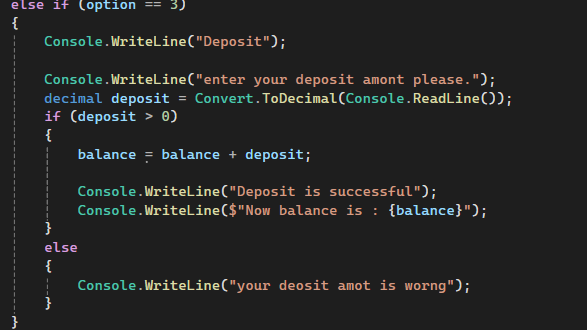 else if (option == 3)
{
Console.WriteLine("Deposit");
Console.WriteLine("enter your deposit amont please.");
decimal deposit = Convert.ToDecimal(Console.ReadLine());
if (deposit > 0)
{
balance = balance + deposit;
Console.WriteLine("Deposit is successful");
Console.WriteLine($"Now balance is : {balance}");
}
else
{
Console.WriteLine("your deosit amot is worng");
}
}